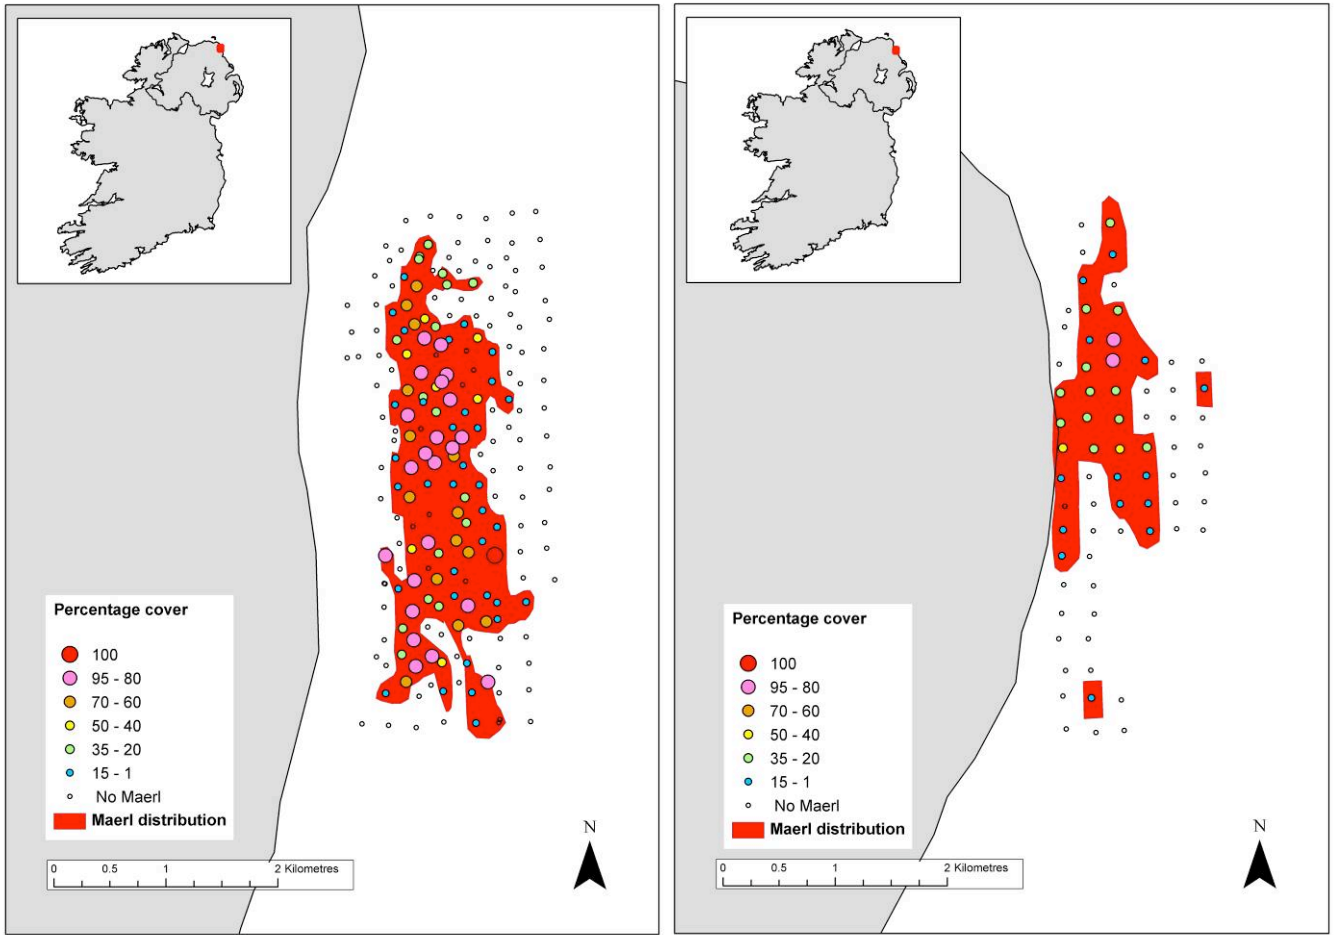 Percentage cover
100
95 - 80
70 - 60
50 - 40
35 - 20
15 - 1
No Maerl
Maerl distribution
N
0 0.5 1 2 Kilometres
Percentage cover
100
95 - 80
70 - 60
50 - 40
35 - 20
15 - 1
No Maerl
Maerl distribution
N
0 0.5 1 2 Kilometres